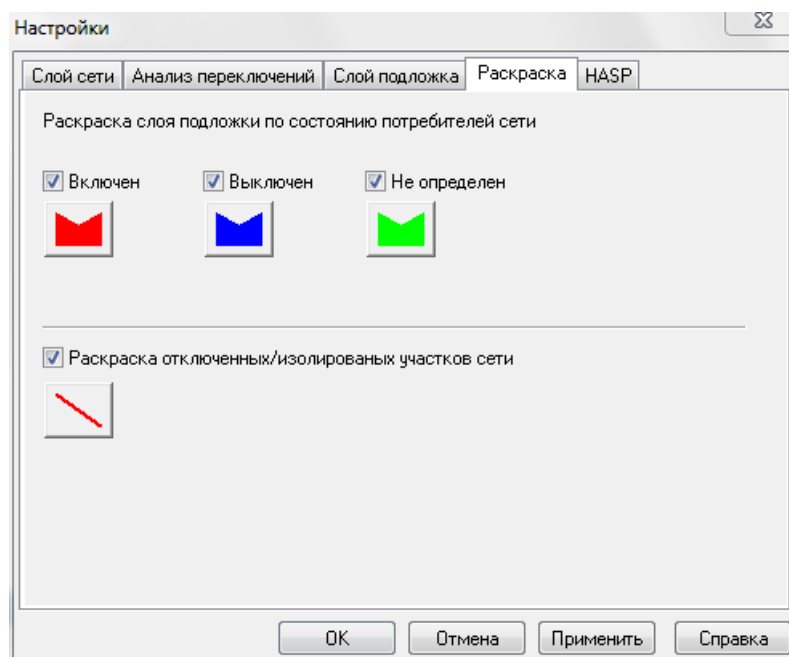 Настройки
Слой сети Анализ переключений Слой подложка Раскраска HASP
Раскраска слоя подложки по состоянию потребителей сети
Включен Выключен Не определен
Раскраска отключенных/изолированых участков сети
OK Отмена Применить Справка